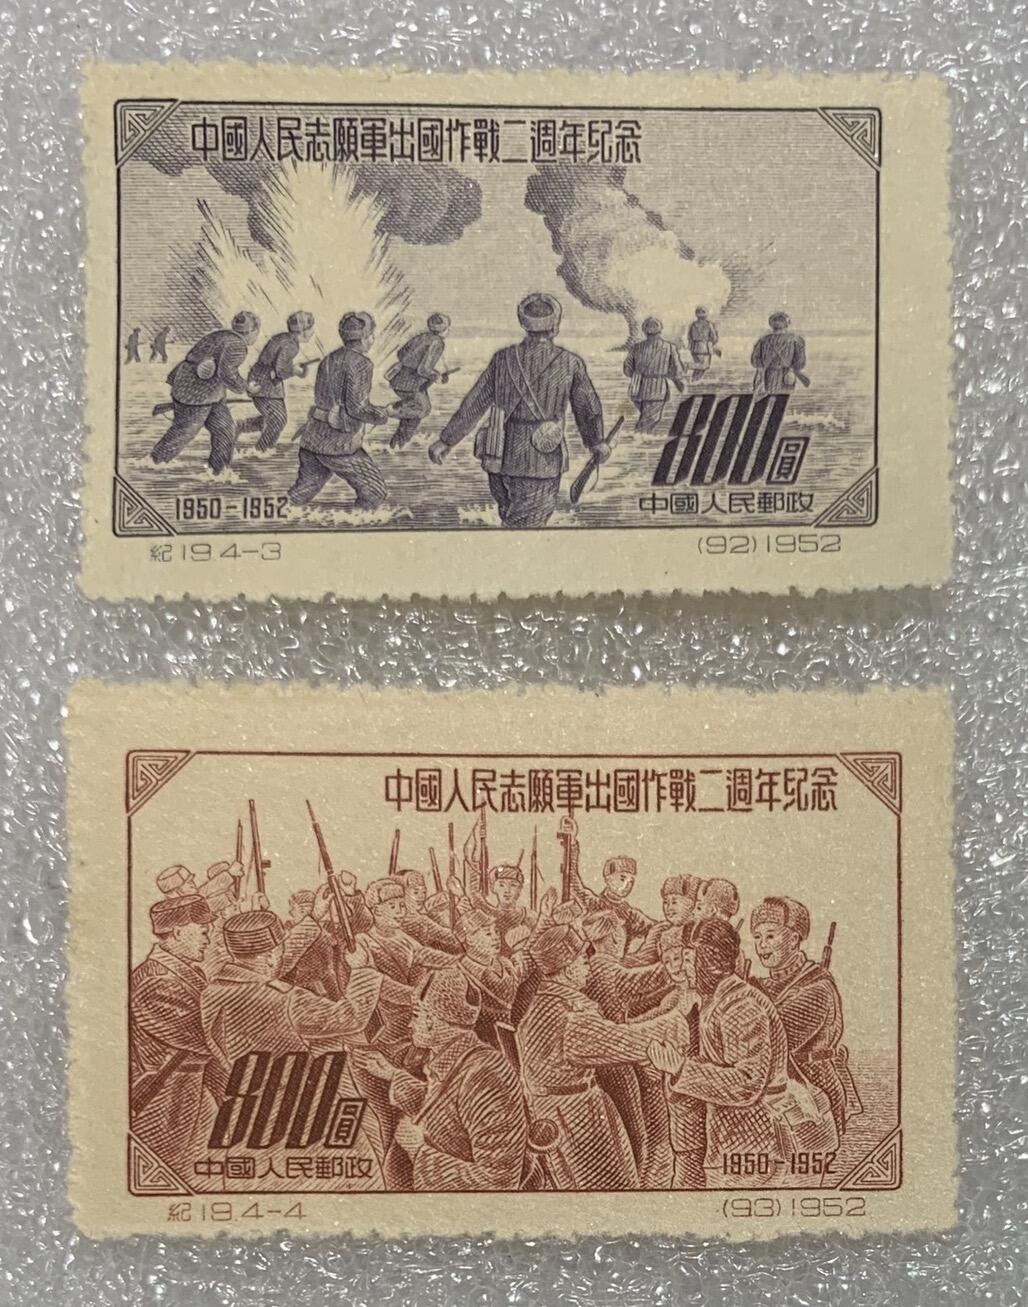 中國人民志願軍出國作戰二週年紀念
800圓
1950-1952
中國人民郵政
紀19.4-3
(92)1952
中國人民志願軍出國作戰二週年紀念
800圓
中國人民郵政
1950-1952
紀19.4-4
(93)1952